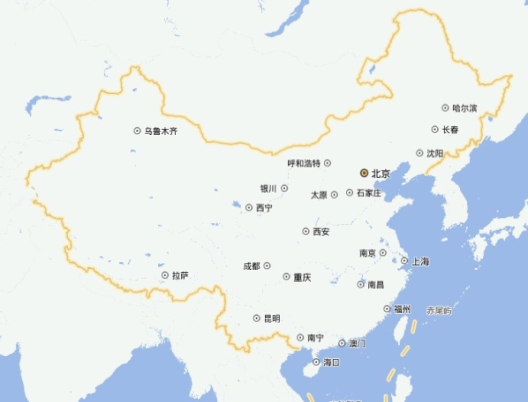 哈尔滨
长春
乌鲁木齐
沈阳
呼和浩特
北京
银川
太原
石家庄
西宁
西安
南京
上海
成都
拉萨
重庆
南昌
福州
赤尾屿
昆明
南宁
澳门
海口